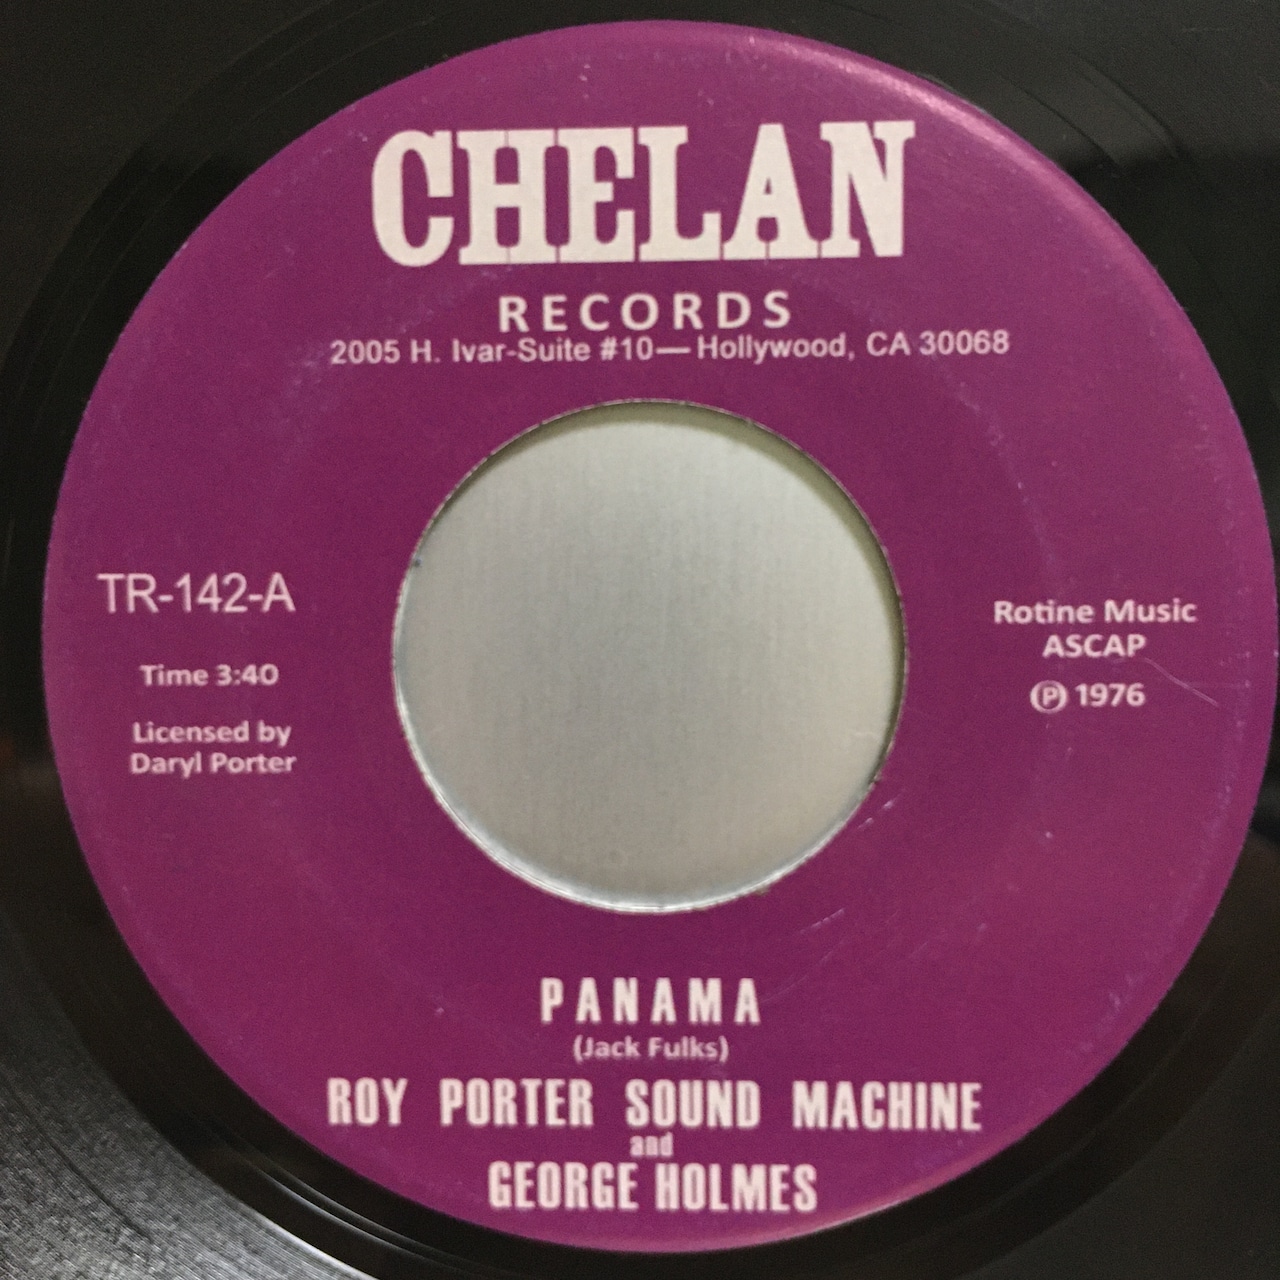 CHELAN
RECORDS
2005 H. Ivar-Suite #10— Hollywood, CA 30068
TR-142-A
Time 3:40
Licensed by
Daryl Porter
Rotine Music
ASCAP
℗ 1976
PANAMA
(Jack Fulks)
ROY PORTER SOUND MACHINE
and
GEORGE HOLMES